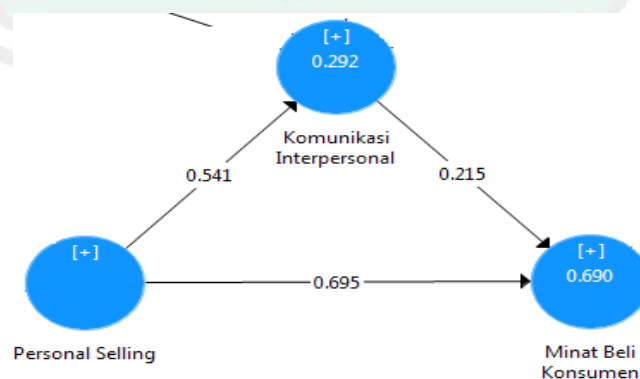 [+]
0.292
Komunikasi
Interpersonal
0.541
0.215
[+]
[+]
0.695
0.690
Personal Selling
Minat Beli
Konsumen